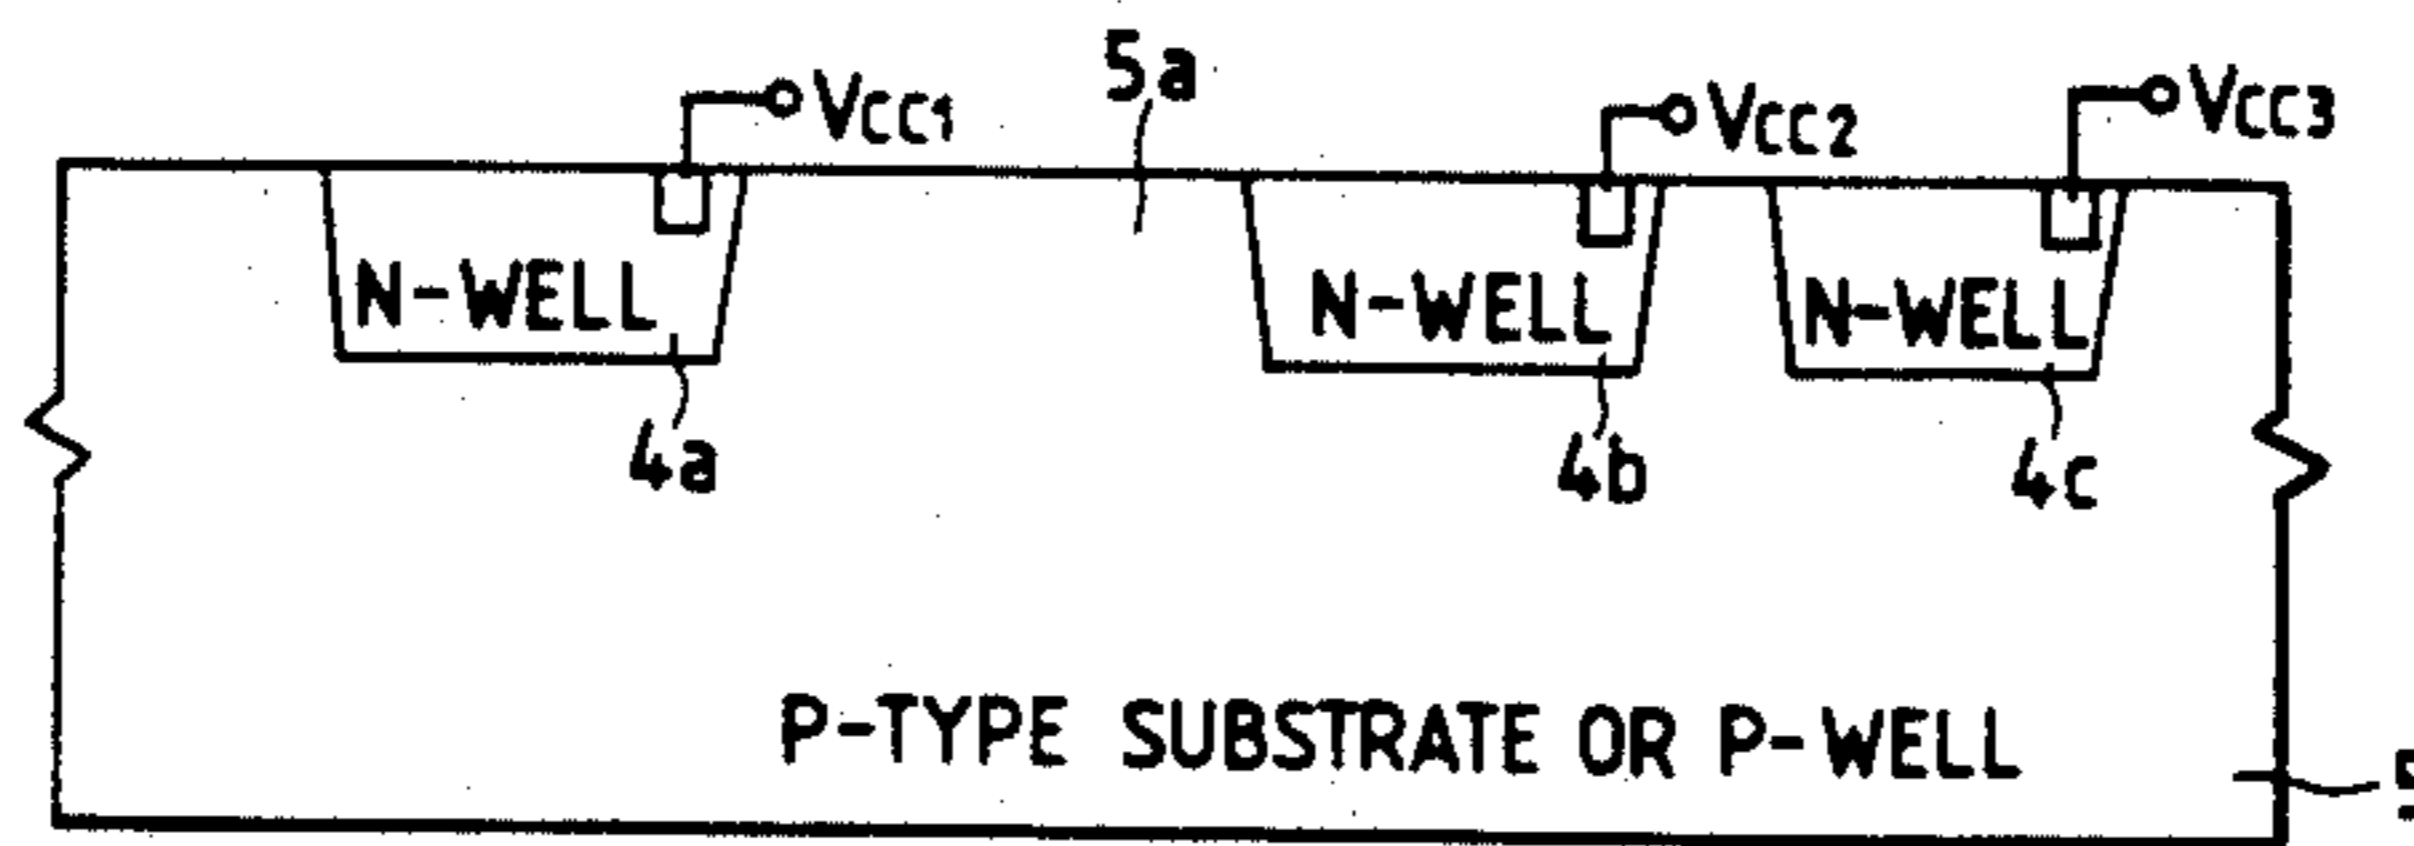 5a
VCC1
VCC2
VCC3
N-WELL
N-WELL
N-WELL
4a
4b
4c
P-TYPE SUBSTRATE OR P-WELL